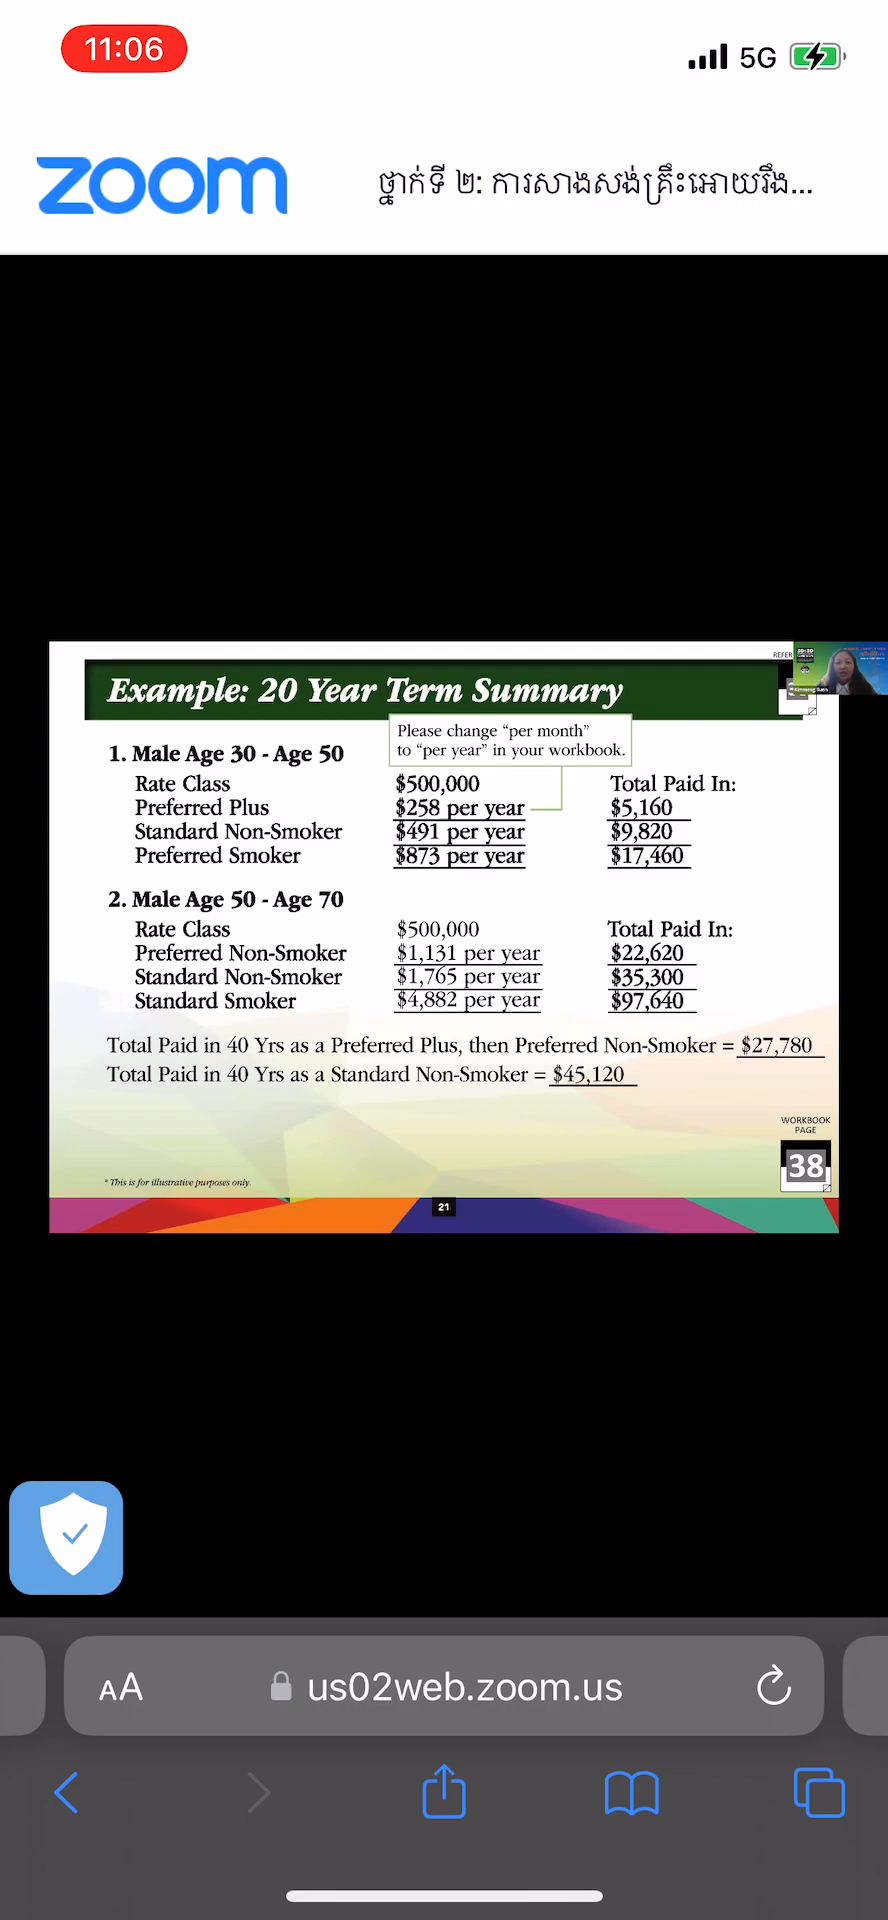 11:06
5G
zoom
ថ្នាក់ទី ២: ការសាងសង់គ្រឹះអោយរឹង...
REFER
Example: 20 Year Term Summary
Please change “per month”
to “per year” in your workbook.
1. Male Age 30 - Age 50
Rate Class $500,000 Total Paid In:
Preferred Plus $258 per year $5,160
Standard Non-Smoker $491 per year $9,820
Preferred Smoker $873 per year $17,460
2. Male Age 50 - Age 70
Rate Class $500,000 Total Paid In:
Preferred Non-Smoker $1,131 per year $22,620
Standard Non-Smoker $1,765 per year $35,300
Standard Smoker $4,882 per year $97,640
Total Paid in 40 Yrs as a Preferred Plus, then Preferred Non-Smoker = $27,780
Total Paid in 40 Yrs as a Standard Non-Smoker = $45,120
WORKBOOK
PAGE
38
* This is for illustrative purposes only.
21
AA us02web.zoom.us